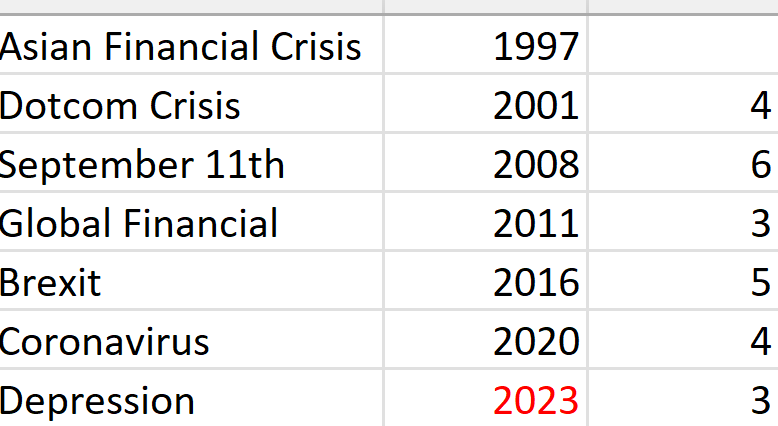 Asian Financial Crisis 1997
Dotcom Crisis 2001 4
September 11th 2008 6
Global Financial 2011 3
Brexit 2016 5
Coronavirus 2020 4
Depression 2023 3